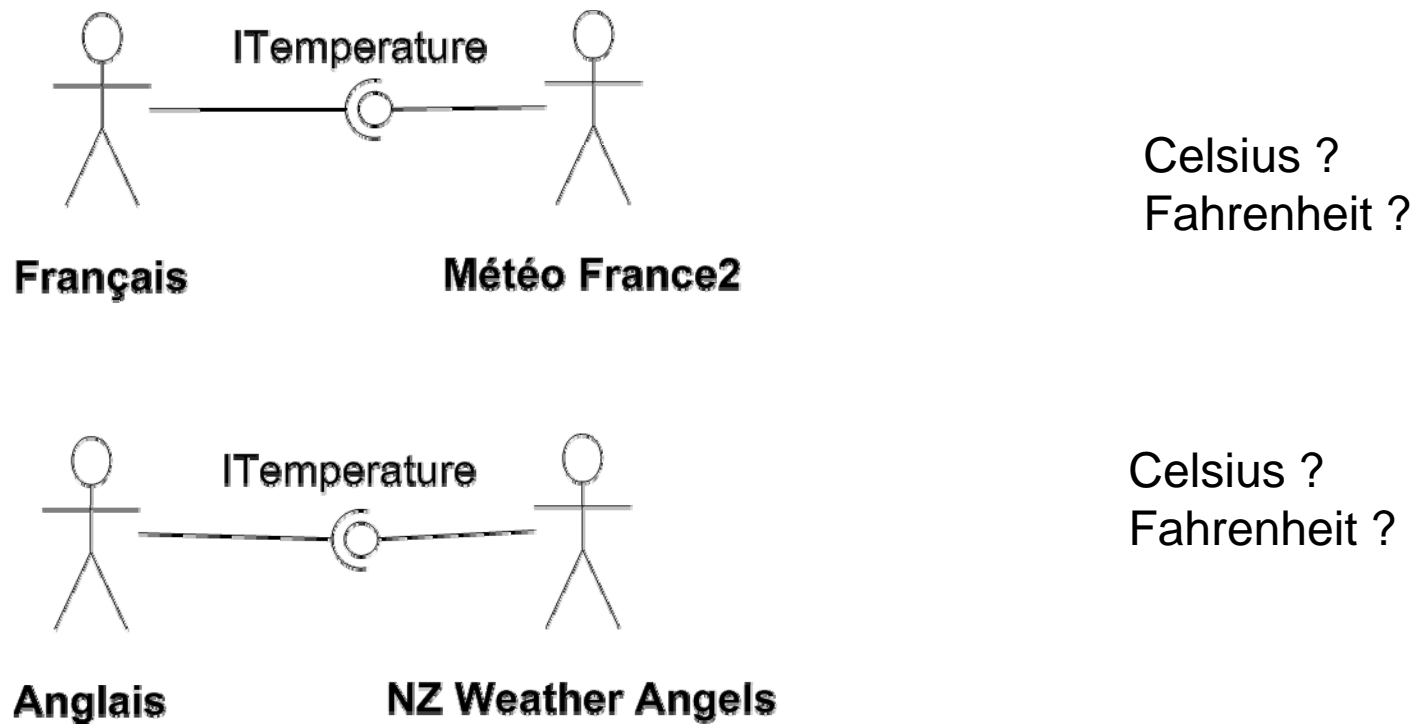 ITemperature
Celsius ?
Fahrenheit ?
Français
Météo France2
ITemperature
Celsius ?
Fahrenheit ?
Anglais
NZ Weather Angels